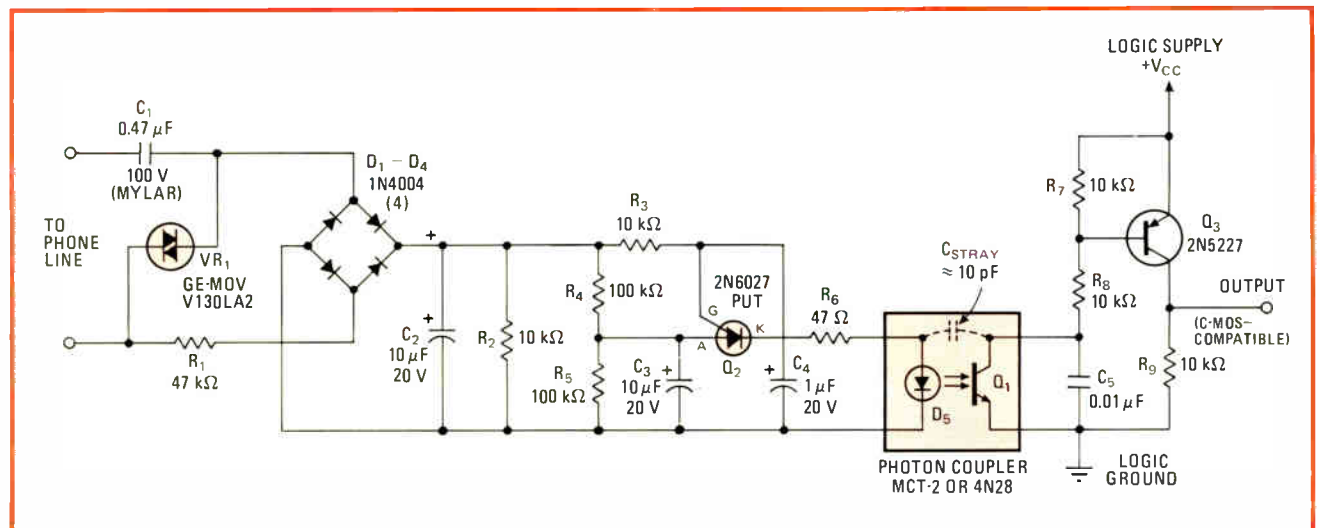 TO
PHONE
LINE
C1
0.47 μF
100 V
(MYLAR)
VR1
GE-MOV
V130LA2
R1
47 kΩ
D1 – D4
1N4004
(4)
+
+
C2
10 μF
20 V
R2
10 kΩ
R3
10 kΩ
R4
100 kΩ
R5
100 kΩ
C3
+
10 μF
20 V
2N6027
PUT
G
A
K
Q2
R6
47 Ω
+
C4
1 μF
20 V
CSTRAY
≈ 10 pF
D5
Q1
PHOTON COUPLER
MCT-2 OR 4N28
LOGIC SUPPLY
+VCC
R7
10 kΩ
R8
10 kΩ
C5
0.01 μF
LOGIC
GROUND
Q3
2N5227
OUTPUT
(C-MOS–
COMPATIBLE)
R9
10 kΩ